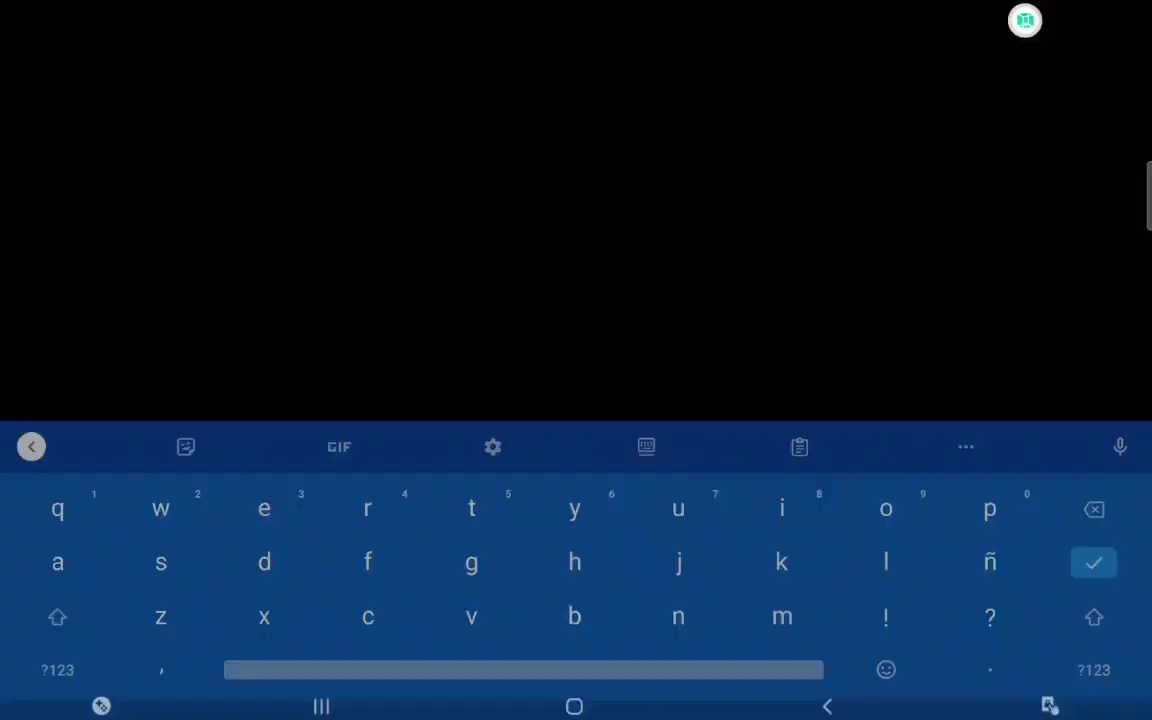 GIF
q 1 w 2 e 3 r 4 t 5 y 6 u 7 i 8 o 9 p 0
a s d f g h j k l ñ
z x c v b n m ! ?
?123 , . ?123